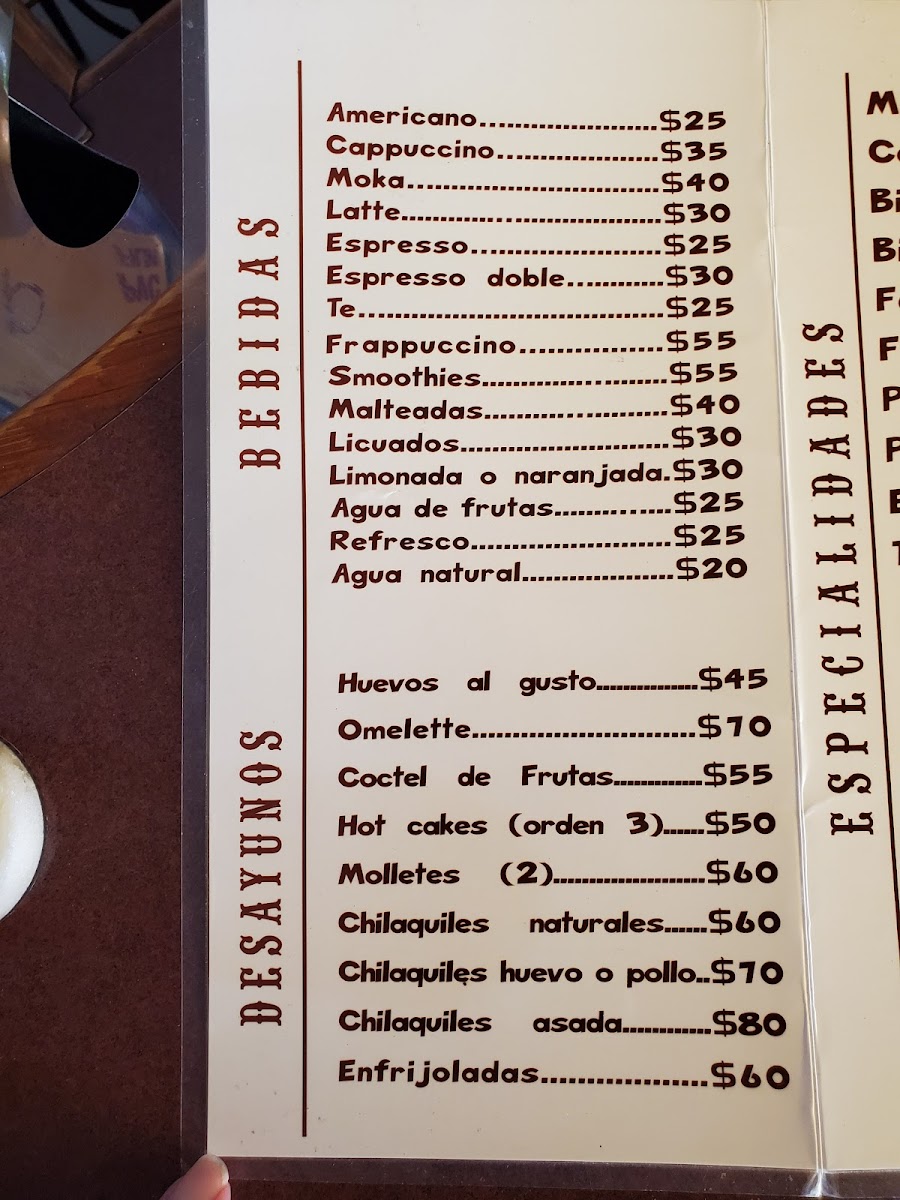 BEBIDAS
Americano......................$25
Cappuccino....................$35
Moka...............................$40
Latte................................$30
Espresso........................$25
Espresso doble............$30
Te......................................$25
Frappuccino..................$55
Smoothies.......................$55
Malteadas.......................$40
Licuados..........................$30
Limonada o naranjada.$30
Agua de frutas..............$25
Refresco.........................$25
Agua natural...................$20
DESAYUNOS
Huevos al gusto.................$45
Omelette............................$70
Coctel de Frutas..............$55
Hot cakes (orden 3)......$50
Molletes (2).......................$60
Chilaquiles naturales......$60
Chilaquiles huevo o pollo..$70
Chilaquiles asada.............$80
Enfrijoladas....................$60
ESPECIALIDADES